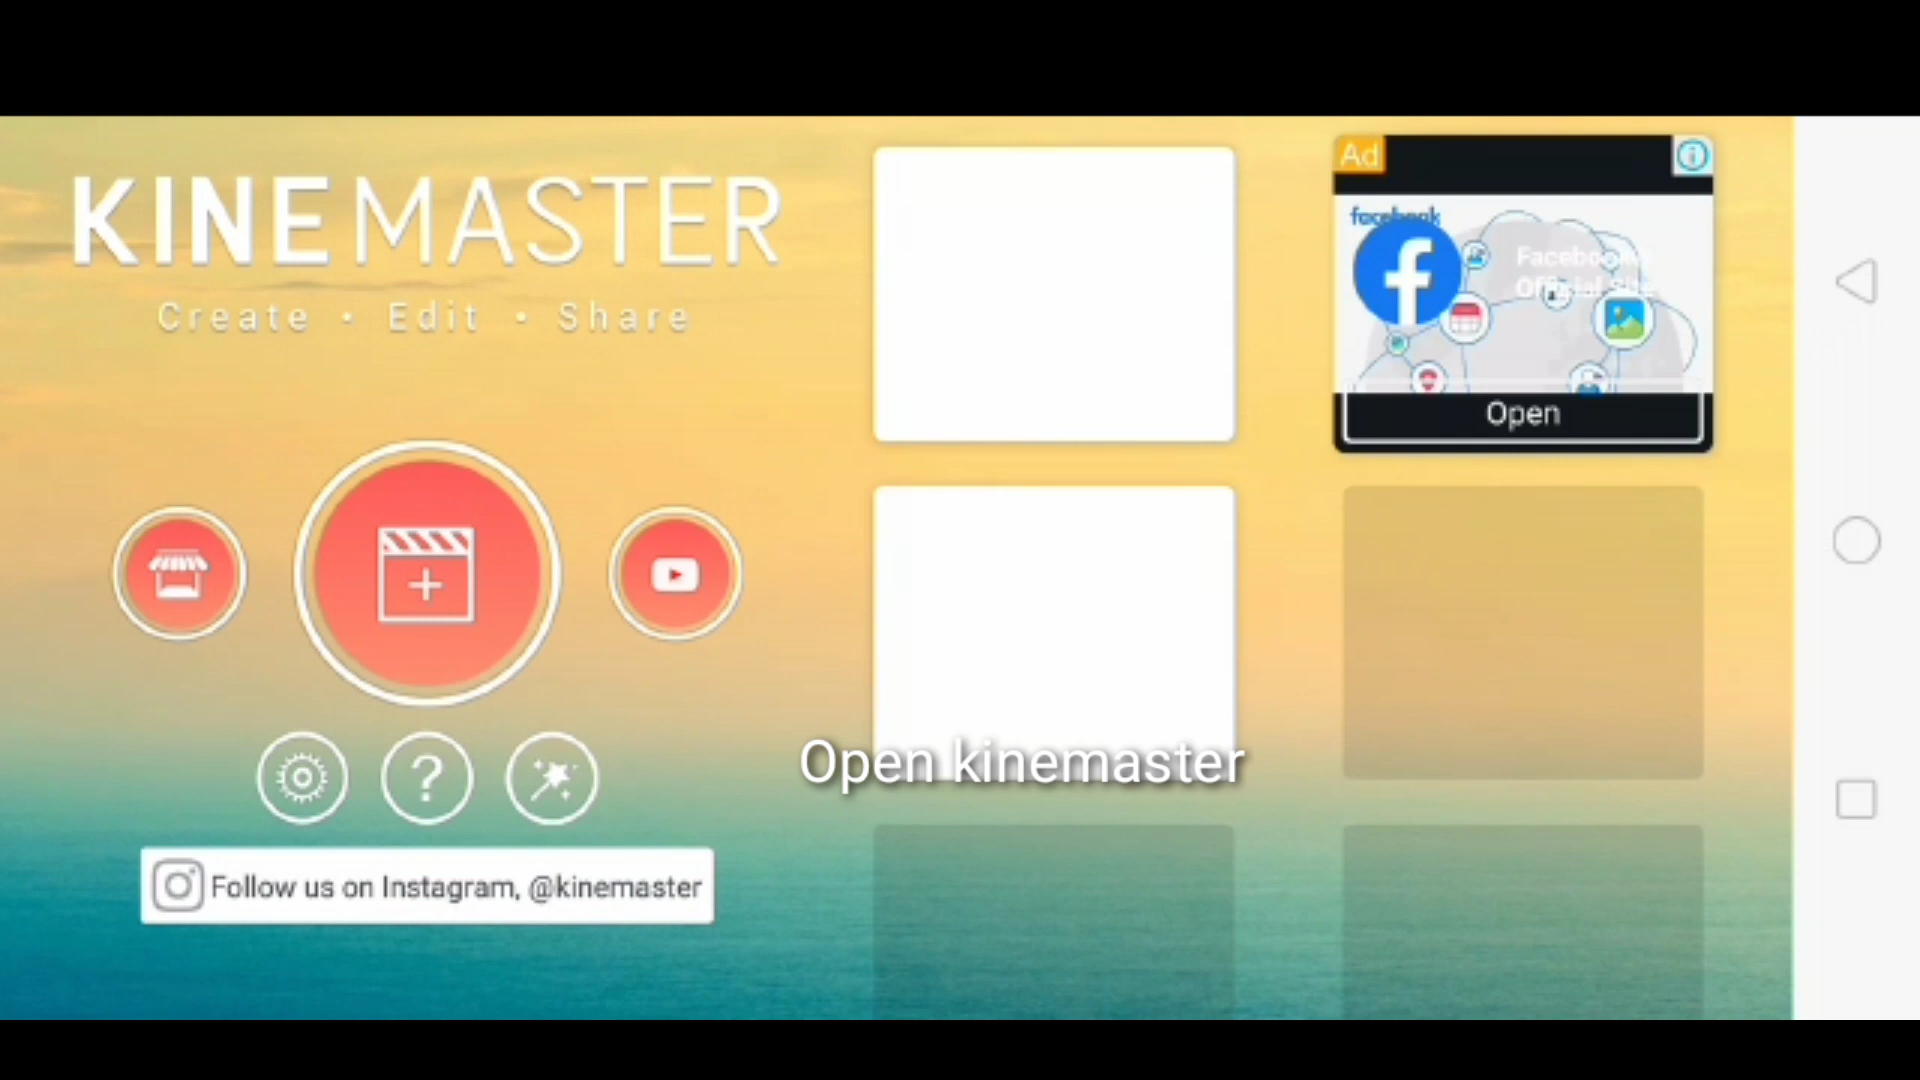 KINEMASTER
Create • Edit • Share
Follow us on Instagram, @kinemaster
Open kinemaster
Ad
facebook
Open